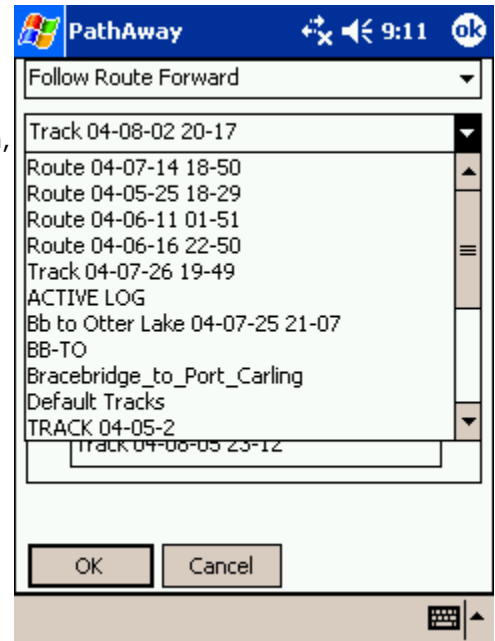 PathAway 9:11 ok
Follow Route Forward
Track 04-08-02 20-17
Route 04-07-14 18-50
Route 04-05-25 18-29
Route 04-06-11 01-51
Route 04-06-16 22-50
Track 04-07-26 19-49
ACTIVE LOG
Bb to Otter Lake 04-07-25 21-07
BB-TO
Bracebridge_to_Port_Carling
Default Tracks
TRACK 04-05-2
Track 04-08-05 23-12
OK Cancel